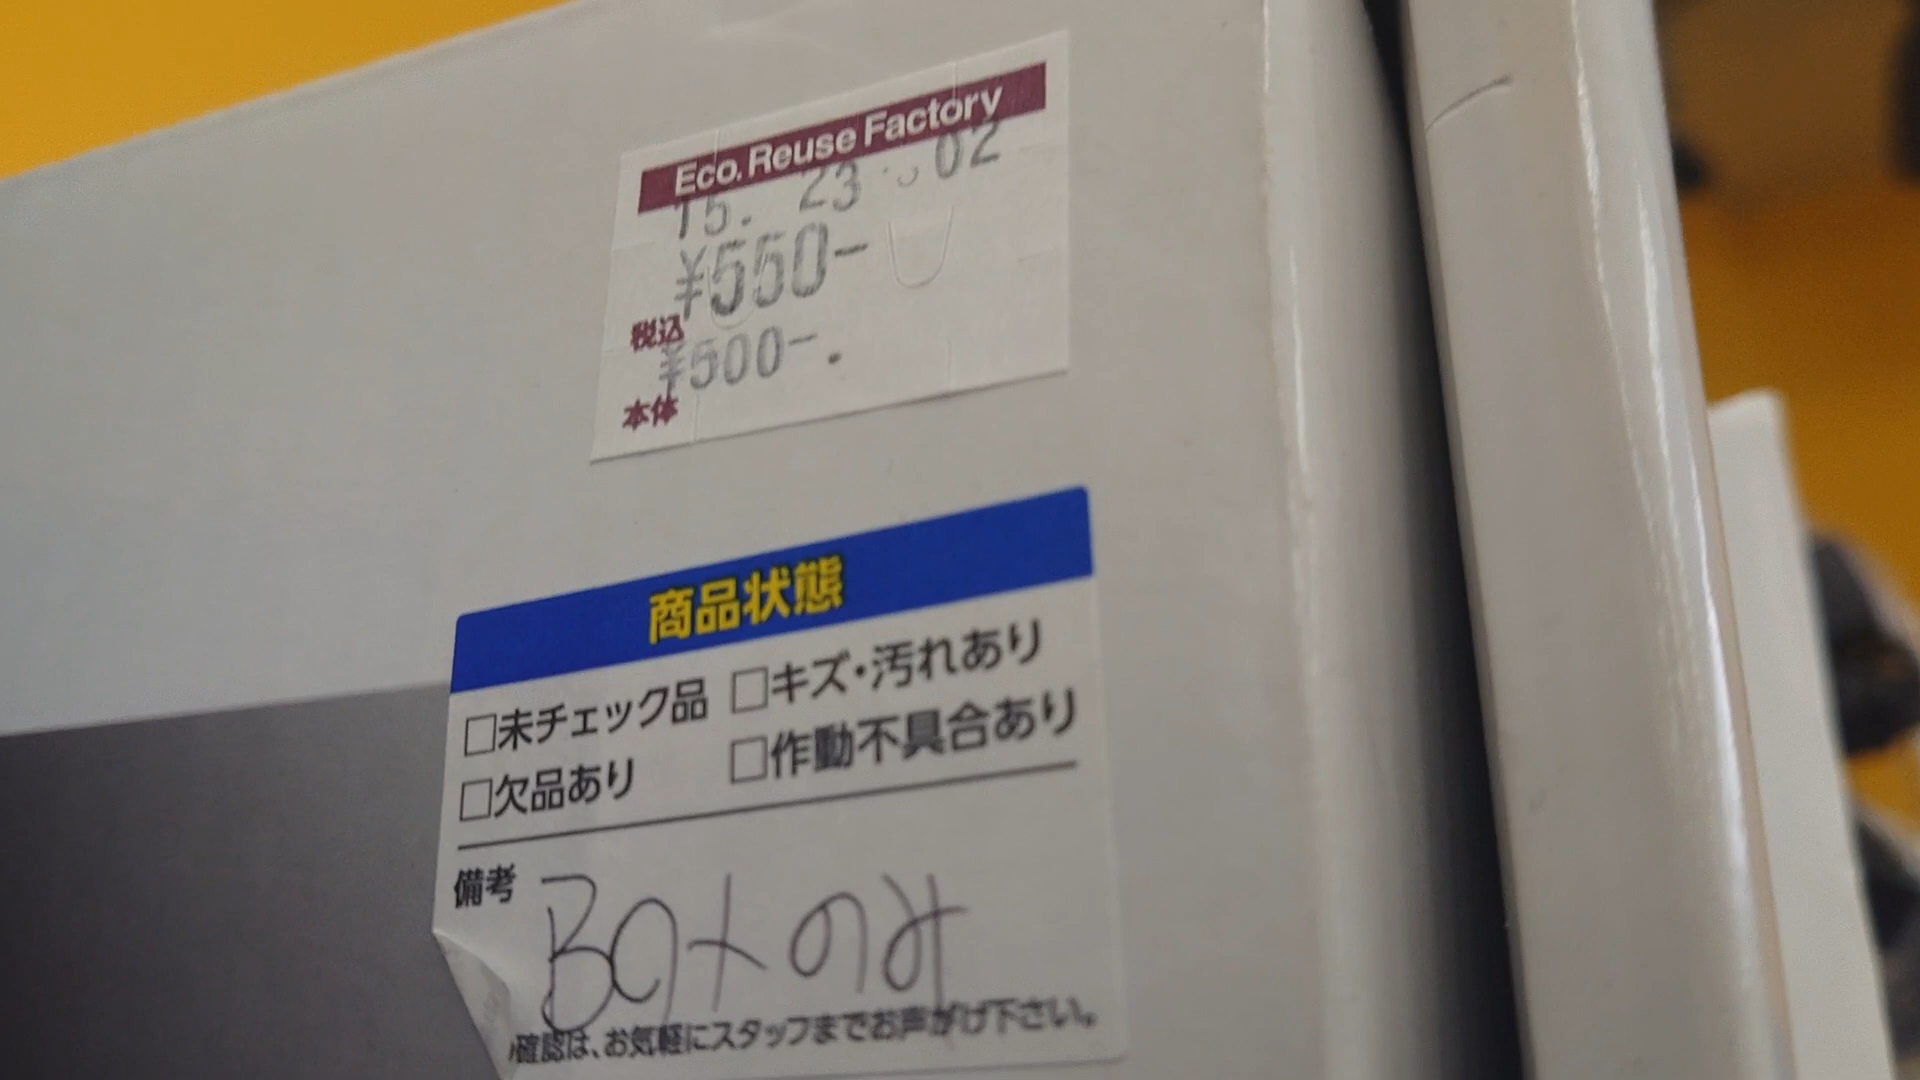 Eco. Reuse Factory
15. 23 02
¥550-
税込
¥500-.
本体
商品状態
□未チェック品 □キズ・汚れあり
□欠品あり □作動不具合あり
備考 BOXのみ
確認は、お気軽にスタッフまでお声がけ下さい。